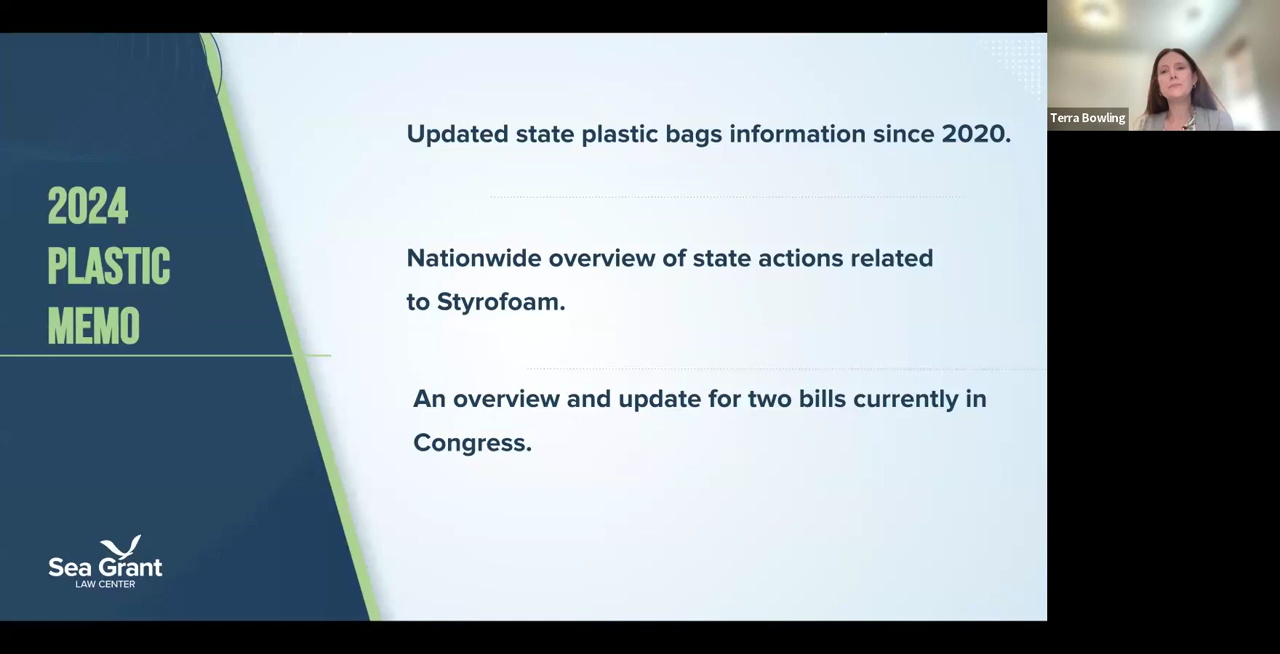 2024
PLASTIC
MEMO
Sea Grant
LAW CENTER
Updated state plastic bags information since 2020.
Nationwide overview of state actions related
to Styrofoam.
An overview and update for two bills currently in
Congress.
Terra Bowling